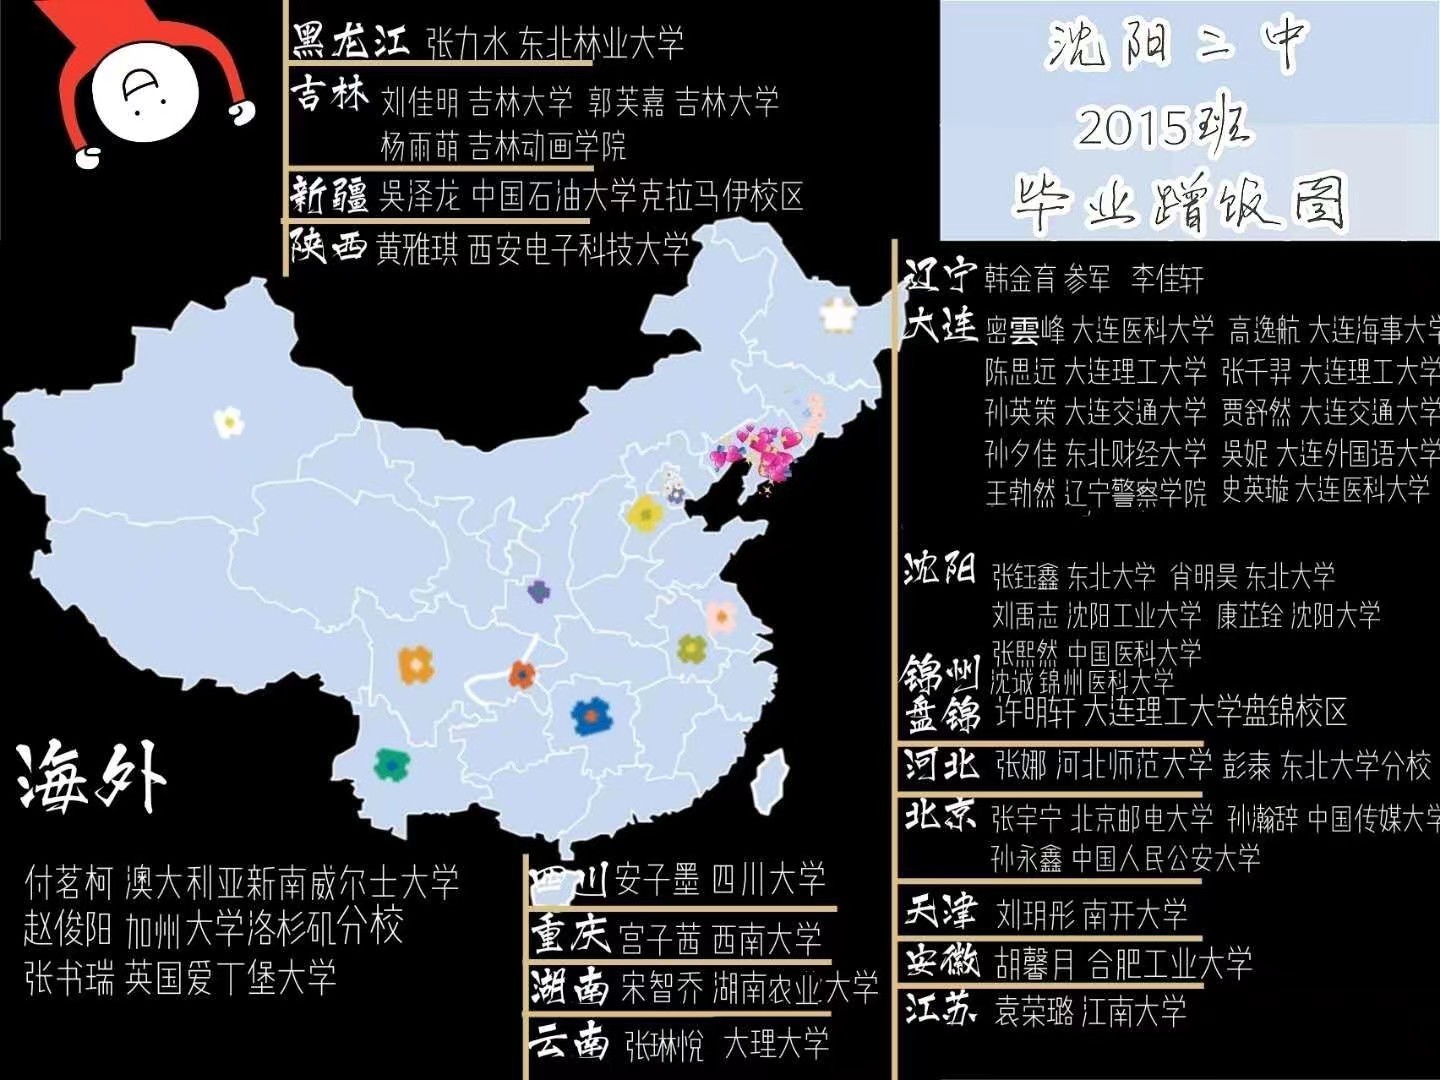 沈阳二中
2015班
毕业蹭饭图
黑龙江 张力水 东北林业大学
吉林 刘佳明 吉林大学 郭芙嘉 吉林大学
杨雨萌 吉林动画学院
新疆 吳泽龙 中国石油大学克拉马伊校区
陕西 黄雅琪 西安电子科技大学
辽宁 韩金育 参军 李佳轩
大连 密雲峰 大连医科大学 高逸航 大连海事大学
陈思远 大连理工大学 张千羿 大连理工大学
孙英策 大连交通大学 贾舒然 大连交通大学
孙夕佳 东北财经大学 吳妮 大连外国语大学
王勃然 辽宁警察学院 史英璇 大连医科大学
沈阳 张钰鑫 东北大学 肖明昊 东北大学
刘禹志 沈阳工业大学 康芷铨 沈阳大学
张熙然 中国医科大学
锦州 沈诚 锦州医科大学
盘锦 许明轩 大连理工大学盘锦校区
河北 张娜 河北师范大学 彭泰 东北大学分校
北京 张宇宁 北京邮电大学 孙瀚辞 中国传媒大学
孙永鑫 中国人民公安大学
天津 刘玥彤 南开大学
安徽 胡馨月 合肥工业大学
江苏 袁荣璐 江南大学
海外
付茗柯 澳大利亚新南威尔士大学
赵俊阳 加州大学洛杉矶分校
张书瑞 英国爱丁堡大学
四川 安子墨 四川大学
重庆 宫子茜 西南大学
湖南 宋智乔 湖南农业大学
云南 张琳悦 大理大学